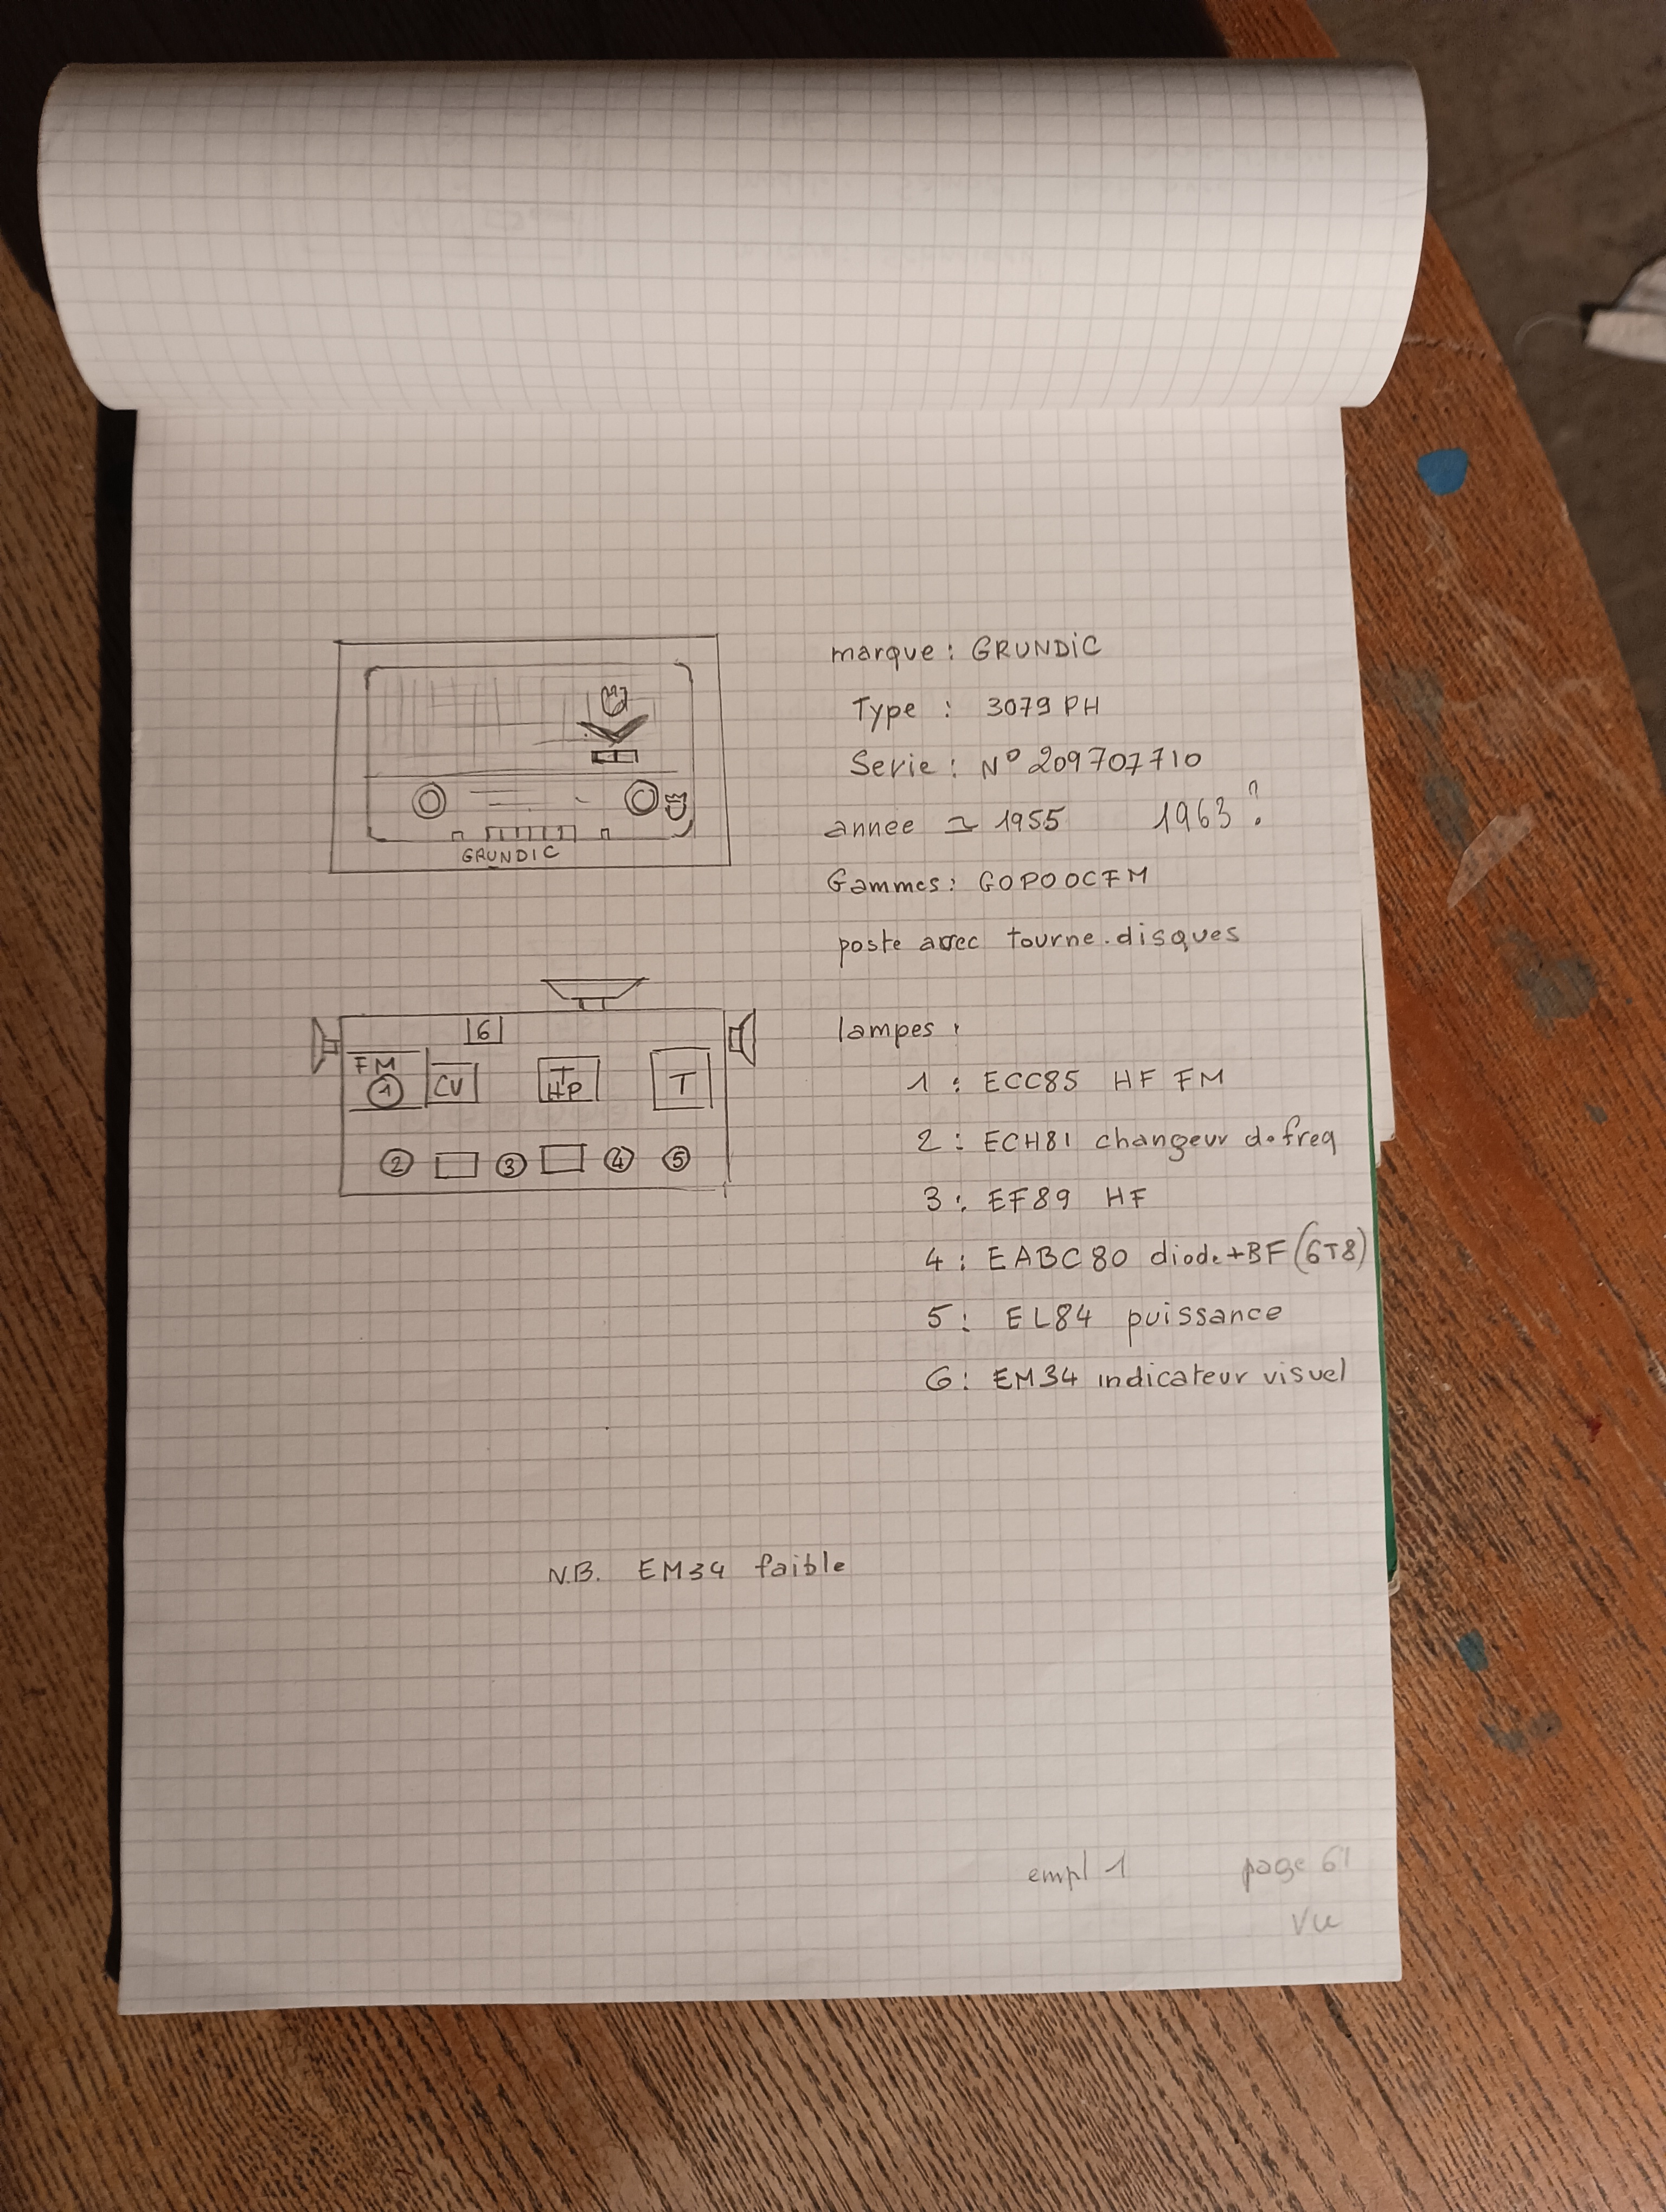 marque : GRUNDIC
Type : 3079 PH
Serie : N° 209707710
annee ≃ 1955 1963 ?
Gammes : GOPOOCFM
poste avec tourne.disques
GRUNDIC
6
FM
1
CV
T
HP
T
2
3
4
5
lampes :
1 : ECC85 HF FM
2 : ECH81 changeur de freq
3 : EF89 HF
4 : EABC80 diode+BF (6T8)
5 : EL84 puissance
6 : EM34 indicateur visuel
N.B. EM34 faible
empl 1 page 61
Vu